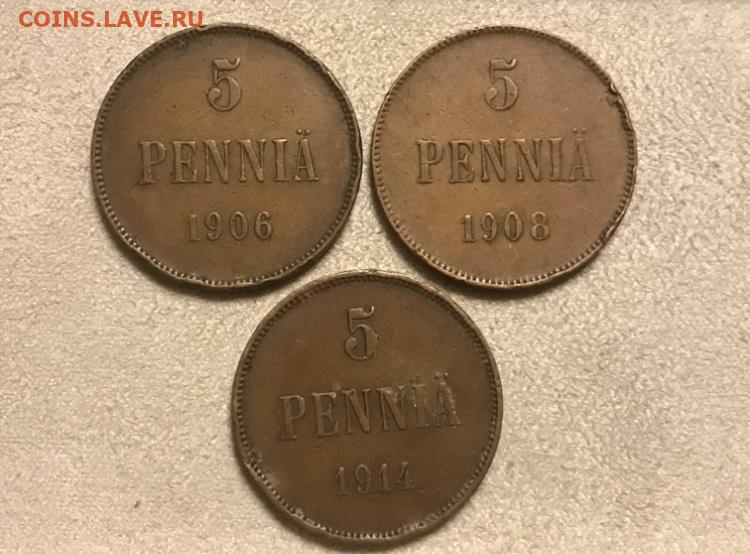 COINS.LAVE.RU
5
PENNIÄ
1906
5
PENNIÄ
1908
5
PENNIÄ
1914